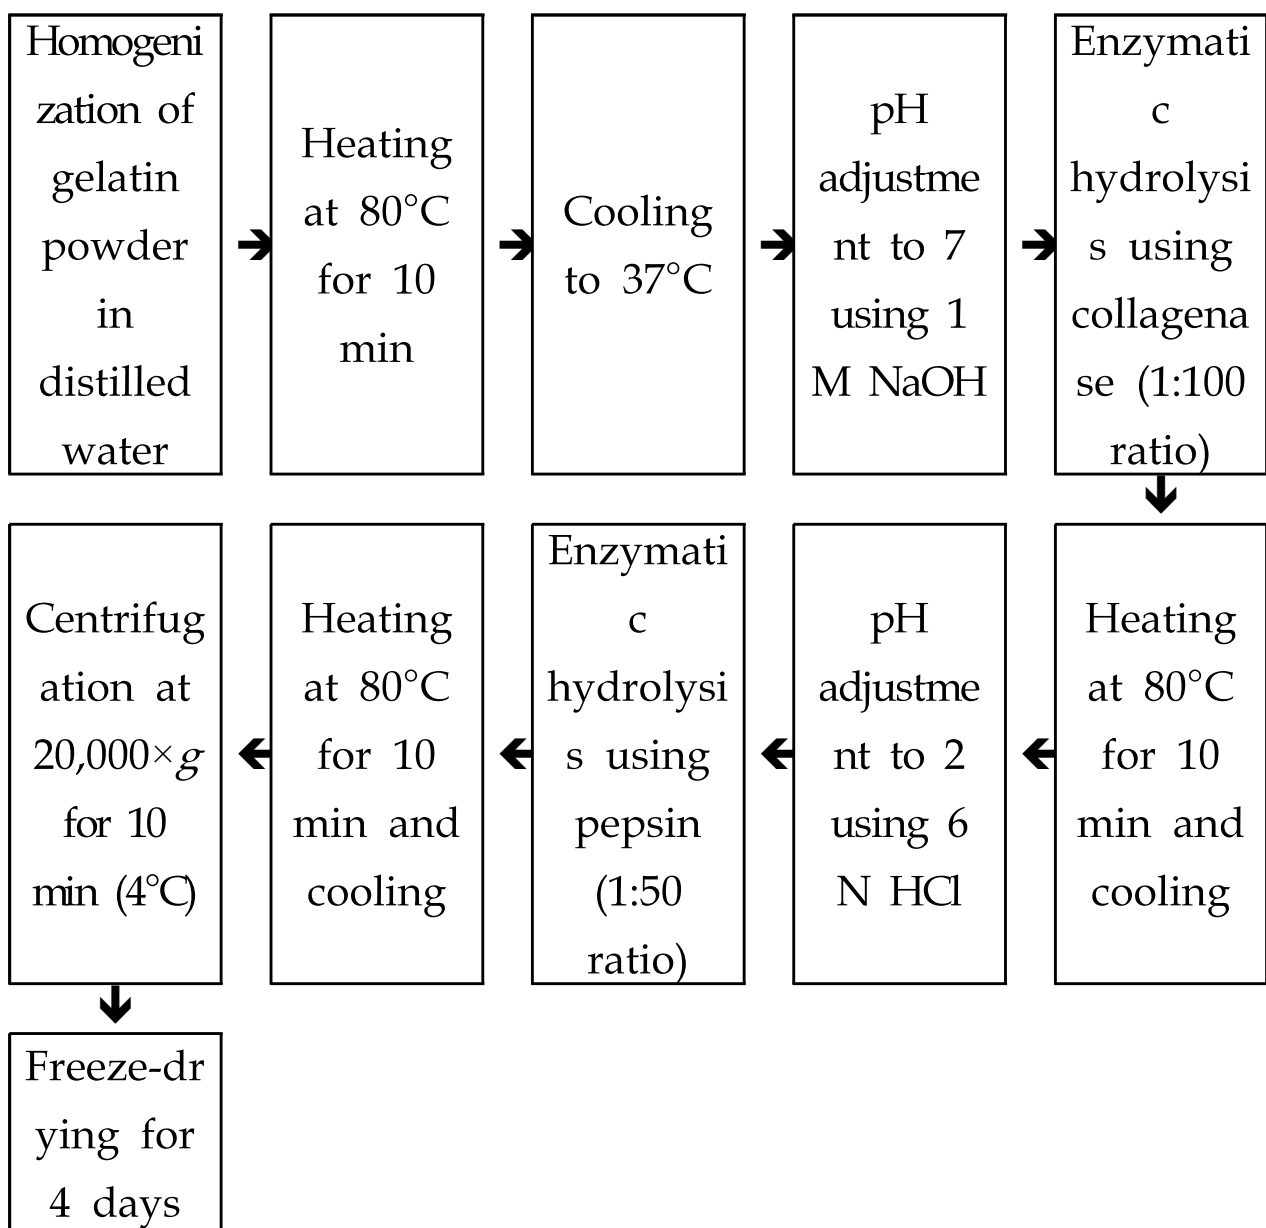 Homogeni
zation of
gelatin
powder
in
distilled
water
Heating
at 80°C
for 10
min
Cooling
to 37°C
pH
adjustme
nt to 7
using 1
M NaOH
Enzymati
c
hydrolysi
s using
collagena
se (1:100
ratio)
Heating
at 80°C
for 10
min and
cooling
pH
adjustme
nt to 2
using 6
N HCl
Enzymati
c
hydrolysi
s using
pepsin
(1:50
ratio)
Heating
at 80°C
for 10
min and
cooling
Centrifug
ation at
20,000×g
for 10
min (4°C)
Freeze-dr
ying for
4 days